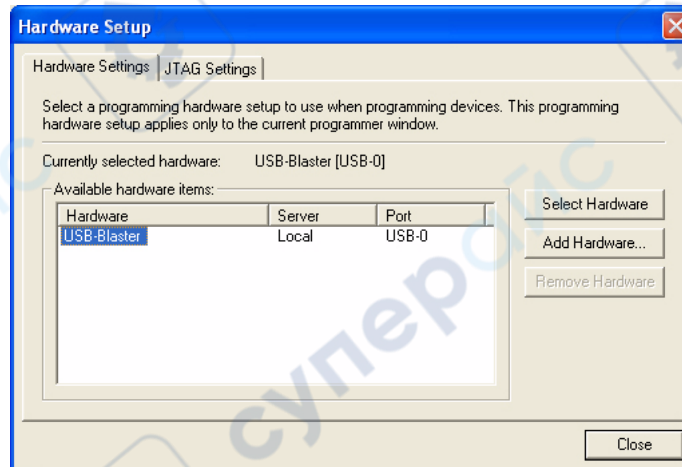 Hardware Setup
Hardware Settings JTAG Settings
Select a programming hardware setup to use when programming devices. This programming
hardware setup applies only to the current programmer window.
Currently selected hardware: USB-Blaster [USB-0]
Available hardware items:
Hardware Server Port
USB-Blaster Local USB-0
Select Hardware
Add Hardware...
Remove Hardware
Close
суперайс